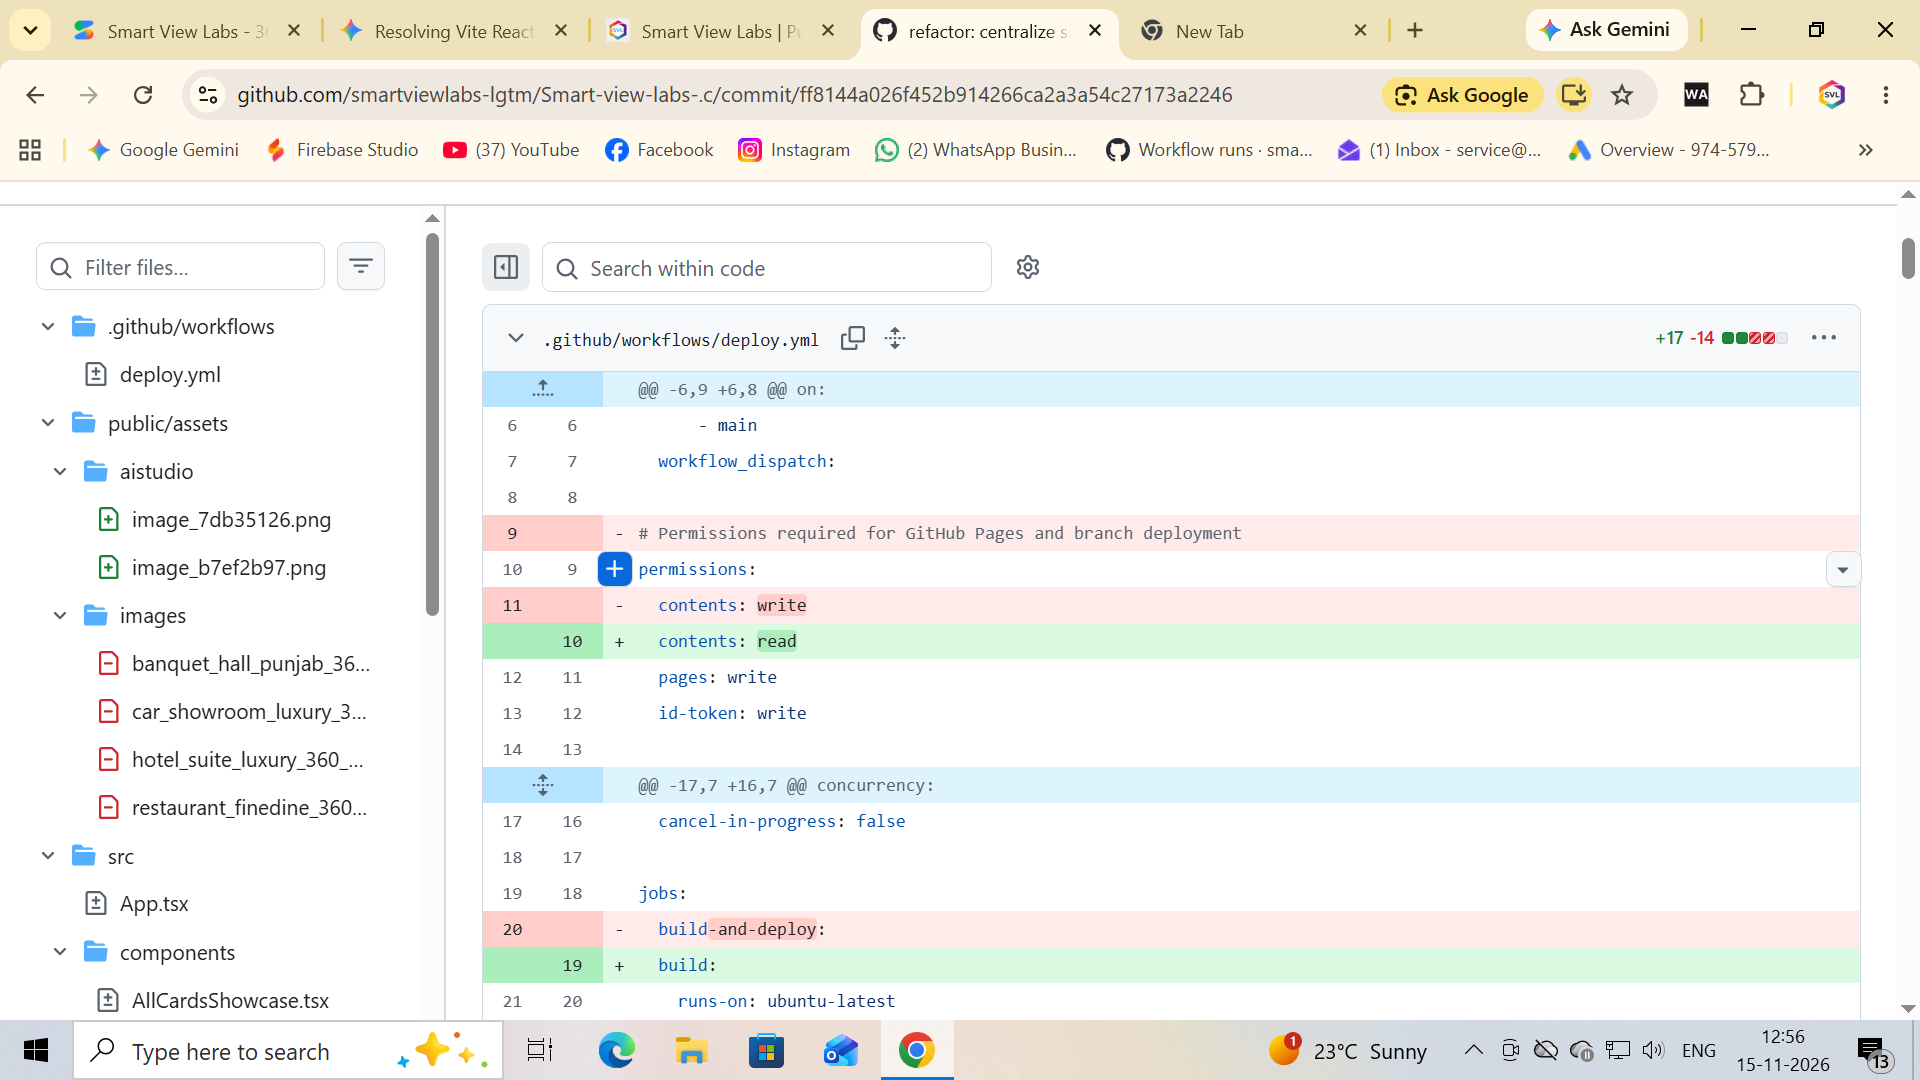 Smart View Labs - 36
Resolving Vite React
Smart View Labs | Pu
refactor: centralize s
New Tab
Ask Gemini
github.com/smartviewlabs-lgtm/Smart-view-labs-.c/commit/ff8144a026f452b914266ca2a3a54c27173a2246
Ask Google
WA
SVL
Google Gemini
Firebase Studio
(37) YouTube
Facebook
Instagram
(2) WhatsApp Busin...
Workflow runs · sma...
(1) Inbox - service@...
Overview - 974-579...
Filter files...
.github/workflows
deploy.yml
public/assets
aistudio
image_7db35126.png
image_b7ef2b97.png
images
banquet_hall_punjab_36...
car_showroom_luxury_3...
hotel_suite_luxury_360_...
restaurant_finedine_360...
src
App.tsx
components
AllCardsShowcase.tsx
Search within code
.github/workflows/deploy.yml
+17 -14
@@ -6,9 +6,8 @@ on:
6 6 - main
7 7 workflow_dispatch:
8 8
9 - # Permissions required for GitHub Pages and branch deployment
10 9 permissions:
11 - contents: write
10 + contents: read
12 11 pages: write
13 12 id-token: write
14 13
@@ -17,7 +16,7 @@ concurrency:
17 16 cancel-in-progress: false
18 17
19 18 jobs:
20 - build-and-deploy:
19 + build:
21 20 runs-on: ubuntu-latest
Type here to search
1
23°C Sunny
ENG
12:56
15-11-2026
13